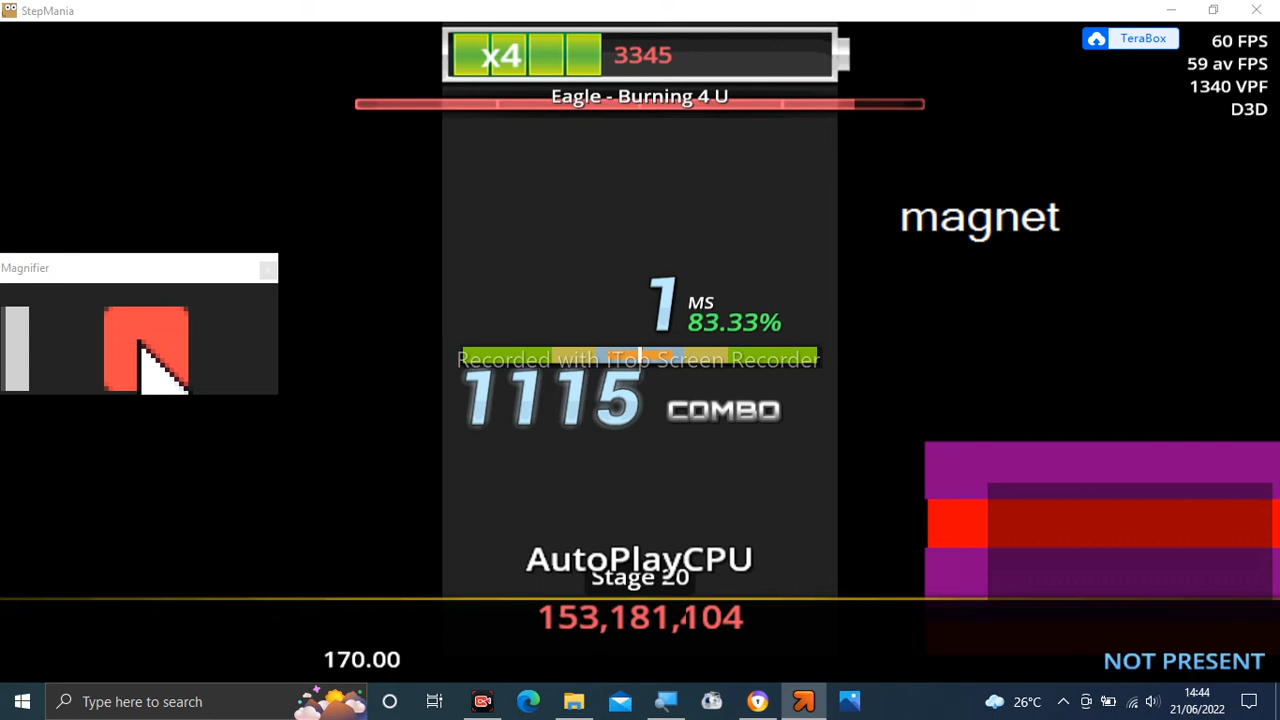 StepMania
x4 3345
TeraBox
60 FPS
59 av FPS
1340 VPF
D3D
Eagle - Burning 4 U
magnet
Magnifier
1 MS
83.33%
Recorded with iTop Screen Recorder
1115 COMBO
AutoPlayCPU
Stage 20
153,181,104
170.00
NOT PRESENT
Type here to search
26°C
14:44
21/06/2022